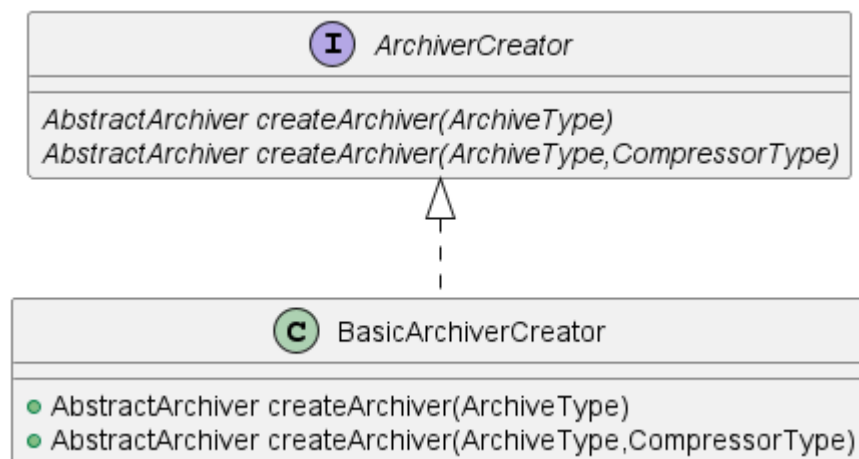 I ArchiverCreator
AbstractArchiver createArchiver(ArchiveType)
AbstractArchiver createArchiver(ArchiveType,CompressorType)
C BasicArchiverCreator
AbstractArchiver createArchiver(ArchiveType)
AbstractArchiver createArchiver(ArchiveType,CompressorType)